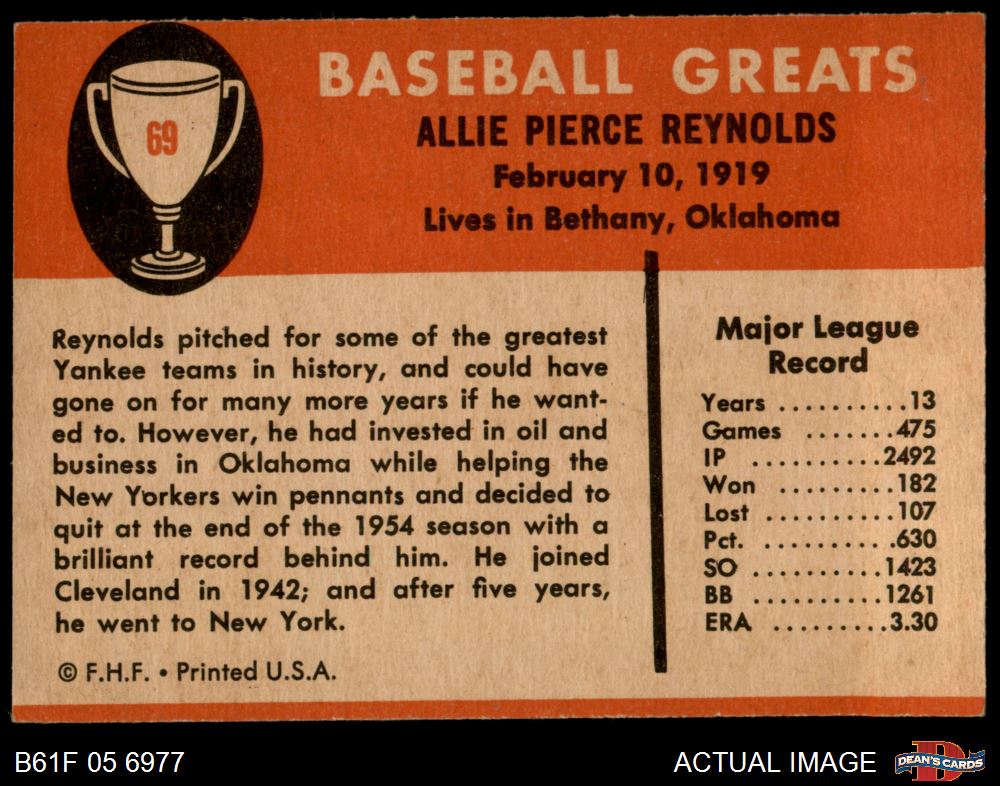 69
BASEBALL GREATS
ALLIE PIERCE REYNOLDS
February 10, 1919
Lives in Bethany, Oklahoma
Reynolds pitched for some of the greatest
Yankee teams in history, and could have
gone on for many more years if he want-
ed to. However, he had invested in oil and
business in Oklahoma while helping the
New Yorkers win pennants and decided to
quit at the end of the 1954 season with a
brilliant record behind him. He joined
Cleveland in 1942; and after five years,
he went to New York.
© F.H.F. • Printed U.S.A.
Major League
Record
Years ..........13
Games .......475
IP ..........2492
Won .........182
Lost .........107
Pct. .........630
SO ..........1423
BB ..........1261
ERA .........3.30
B61F 05 6977
ACTUAL IMAGE
DEAN'S CARDS